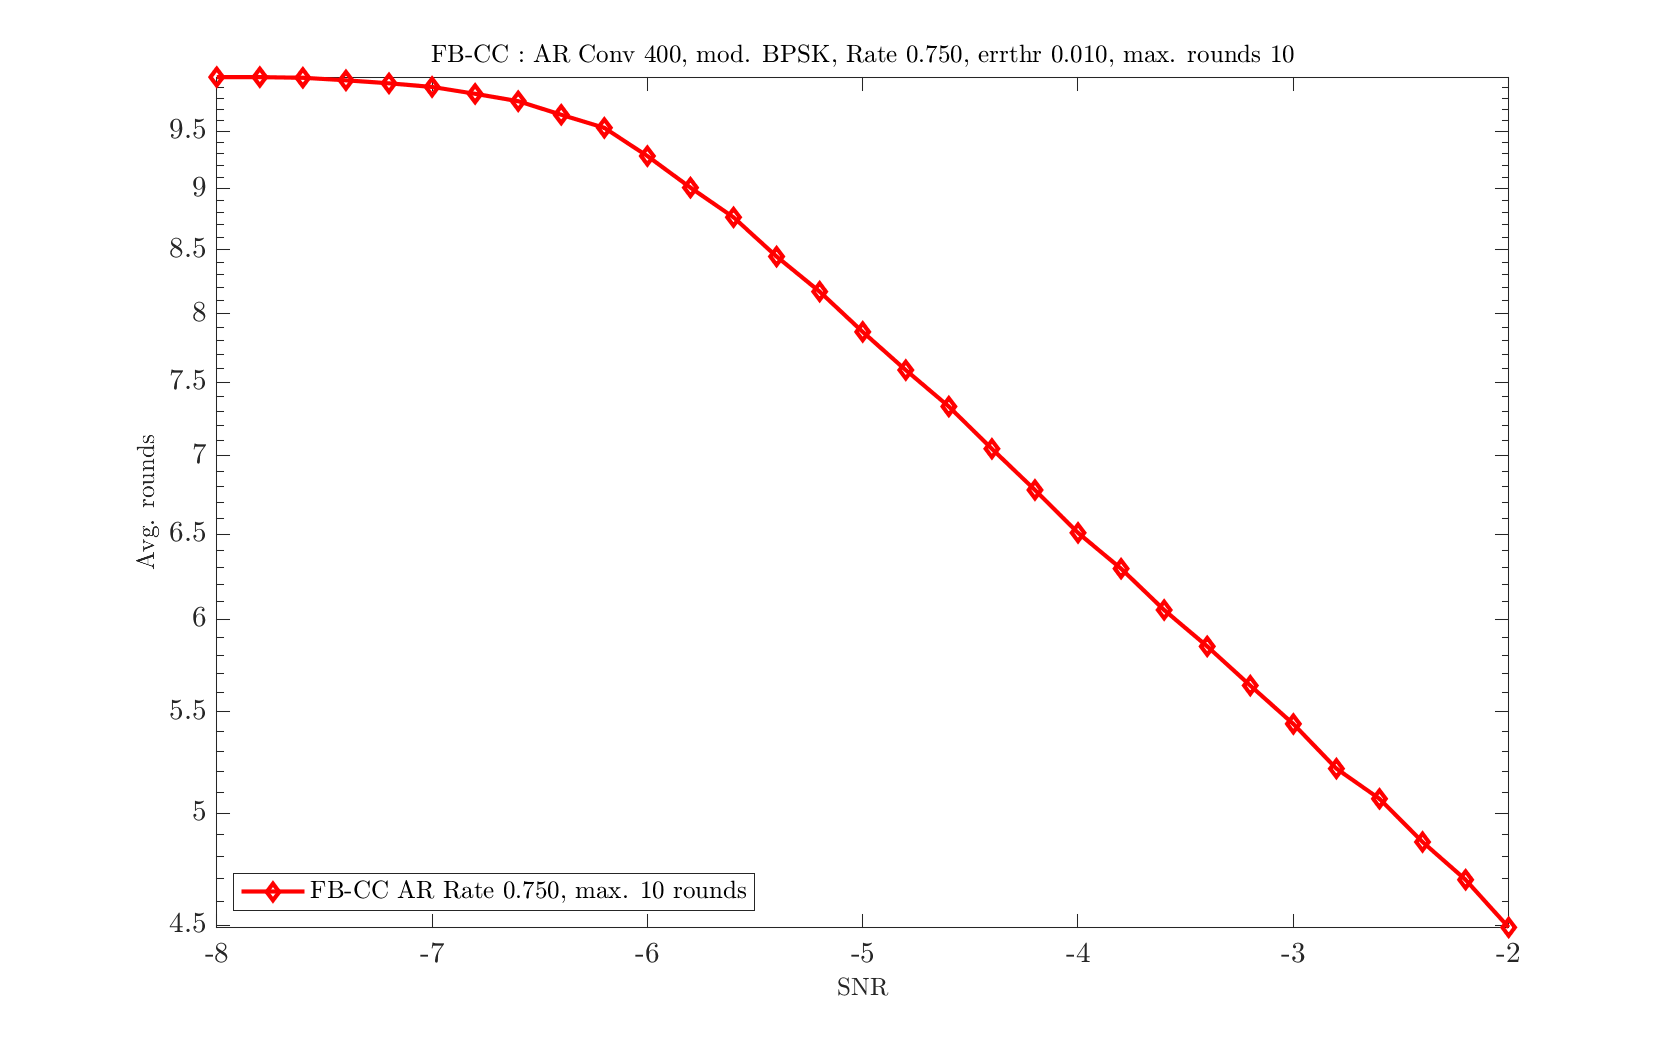 FB-CC : AR Conv 400, mod. BPSK, Rate 0.750, errthr 0.010, max. rounds 10
9.5
9
8.5
8
7.5
7
6.5
6
5.5
5
4.5
Avg. rounds
FB-CC AR Rate 0.750, max. 10 rounds
-8 -7 -6 -5 -4 -3 -2
SNR